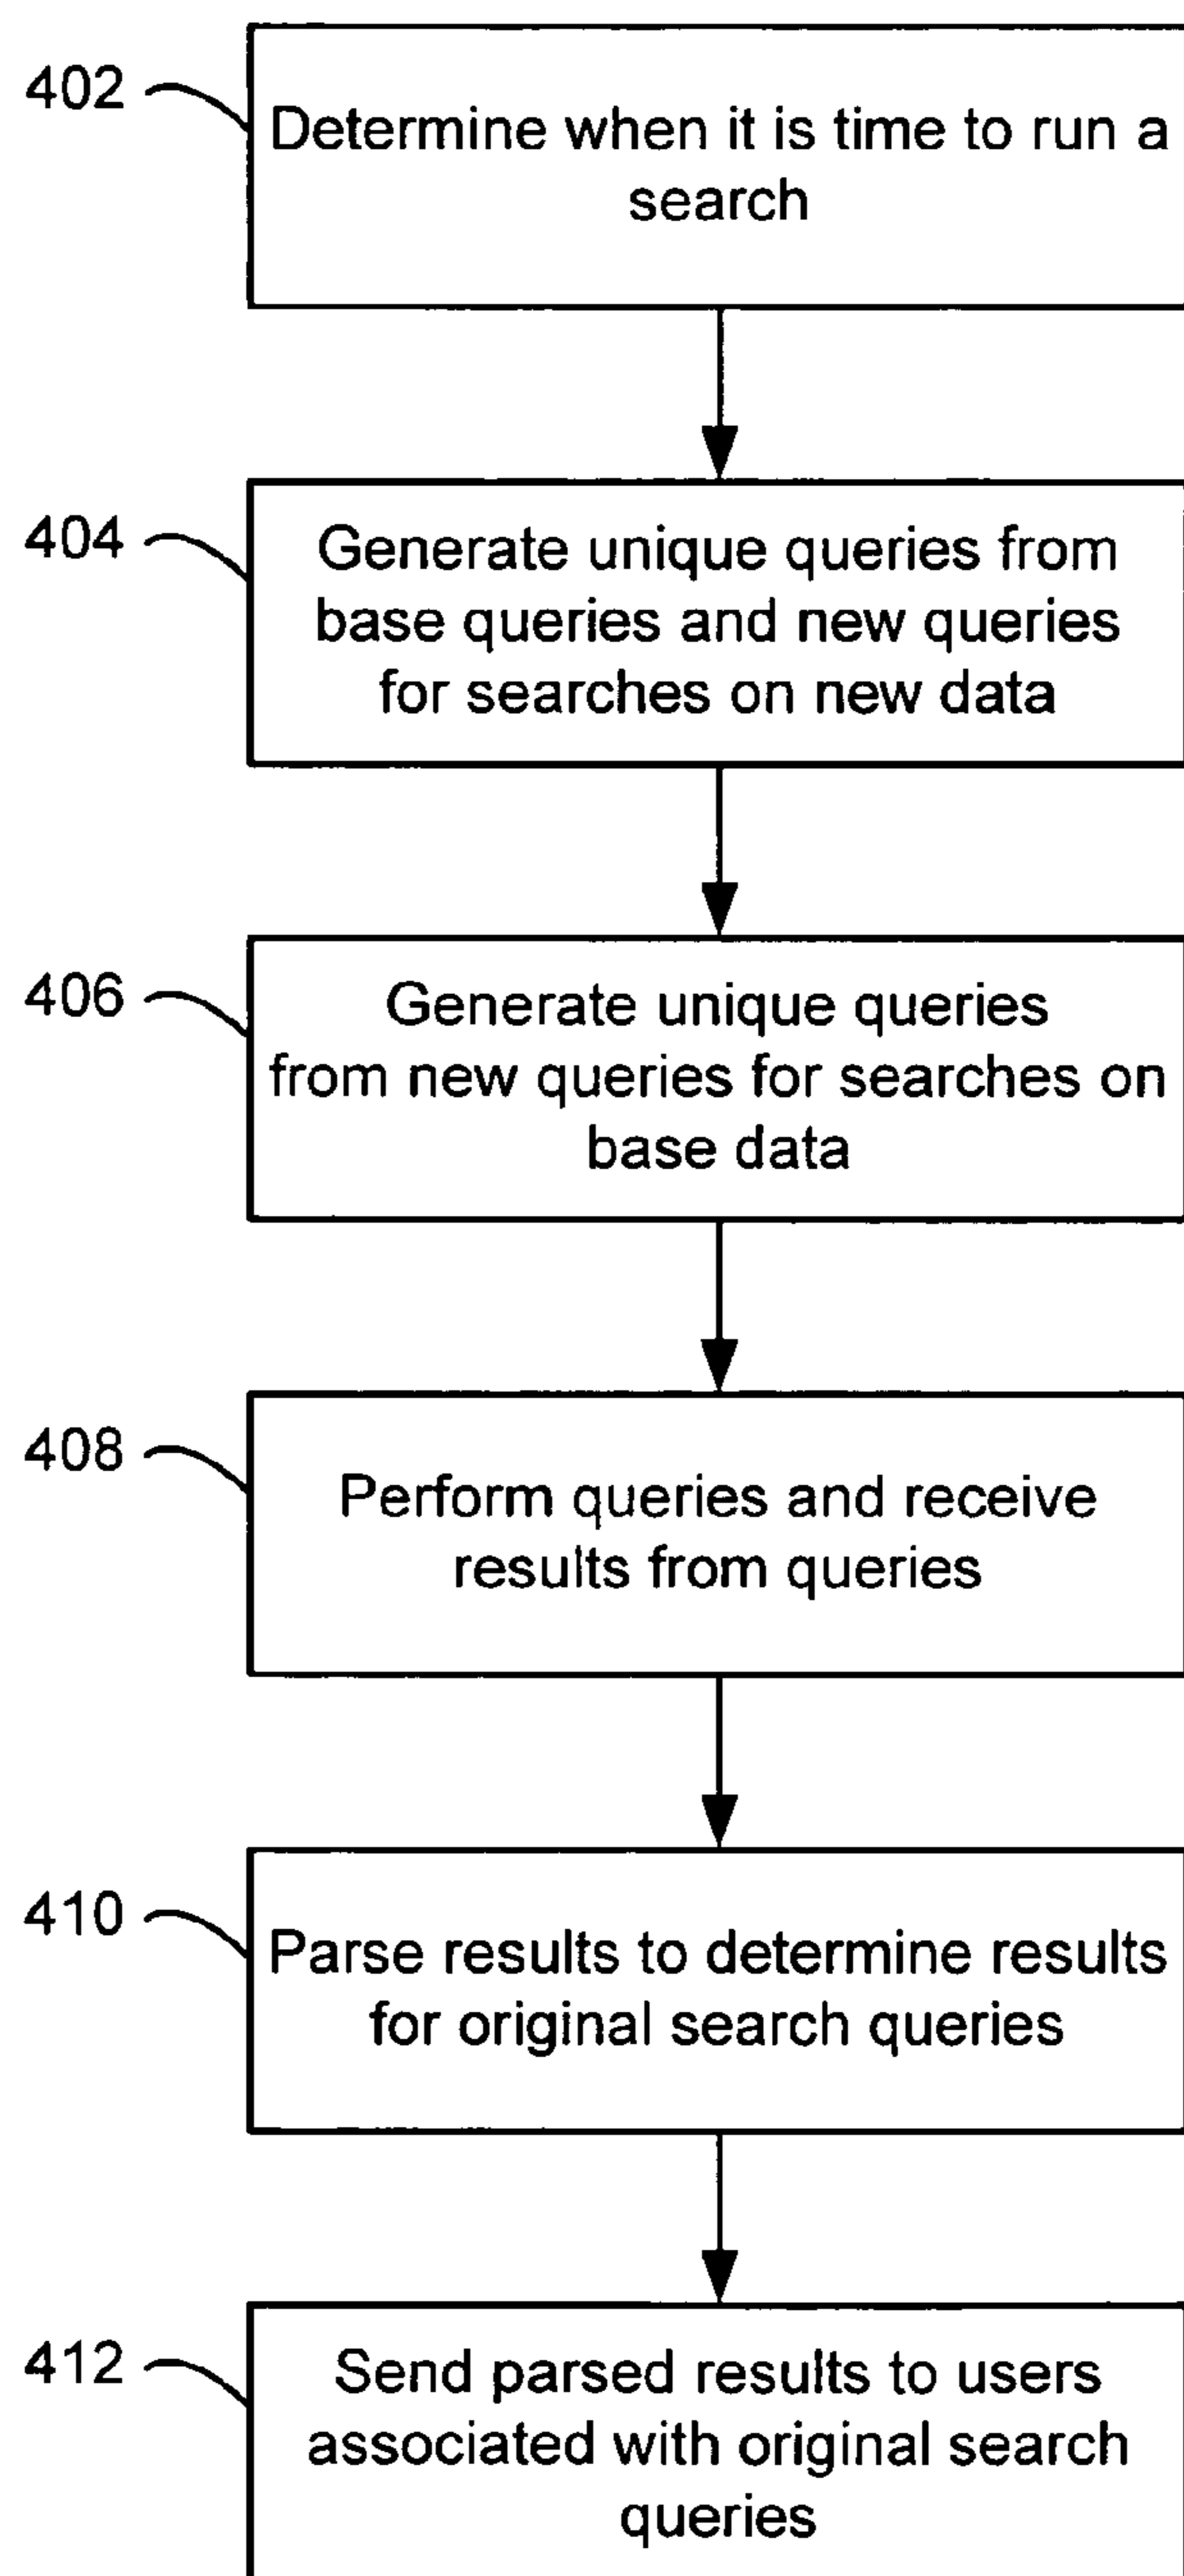 402
Determine when it is time to run a
search
404
Generate unique queries from
base queries and new queries
for searches on new data
406
Generate unique queries
from new queries for searches on
base data
408
Perform queries and receive
results from queries
410
Parse results to determine results
for original search queries
412
Send parsed results to users
associated with original search
queries